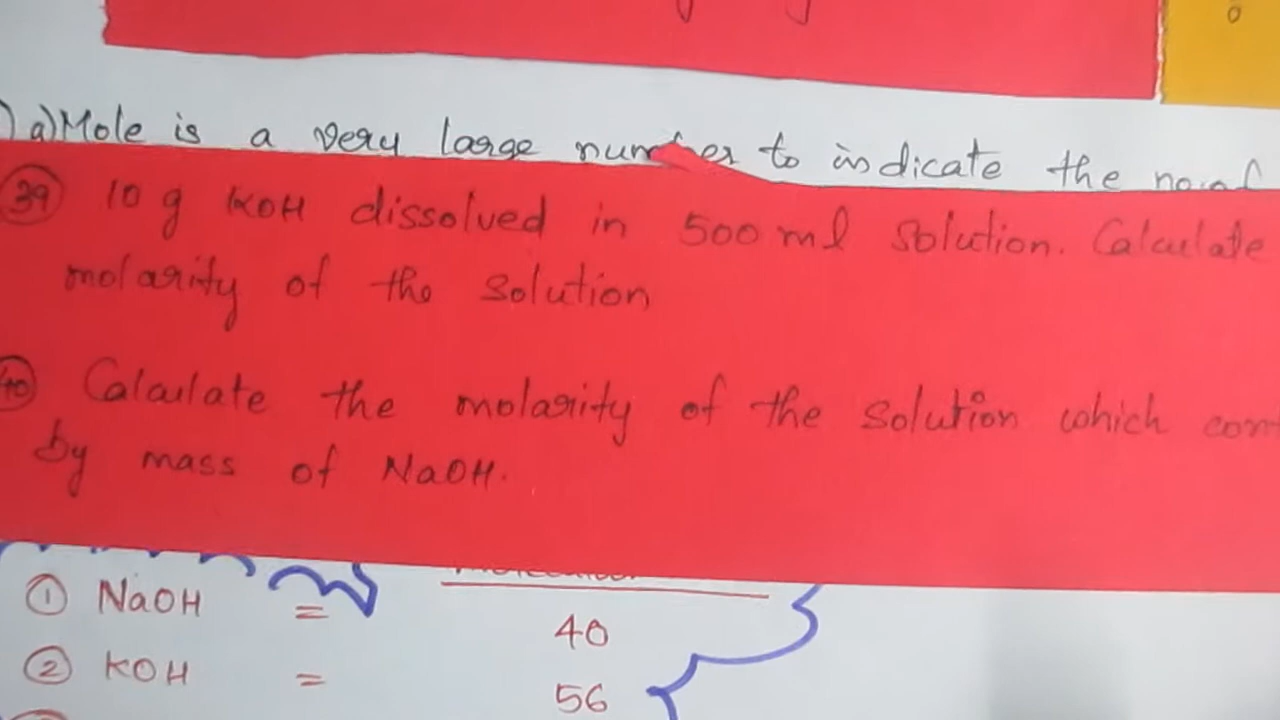 a) Mole is a very large number to indicate the no. of
39 10 g KOH dissolved in 500 ml solution. Calculate
molarity of the solution
40 Calculate the molarity of the solution which
by mass of NaOH.
1 NaOH = 40
2 KOH = 56